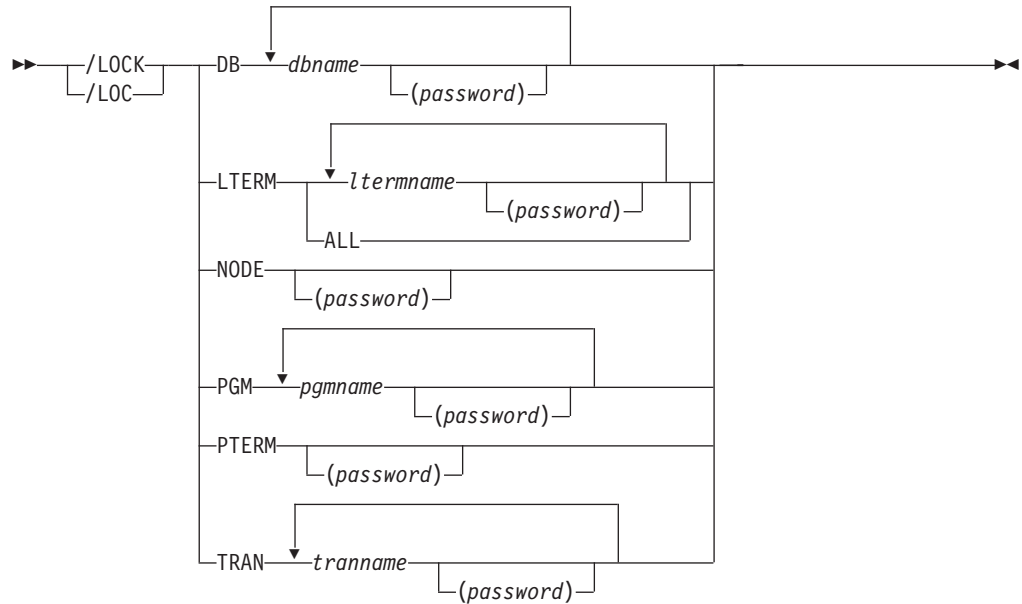 /LOCK DB dbname
/LOC (password)
LTERM ltermname
(password)
ALL
NODE
(password)
PGM pgmname
(password)
PTERM
(password)
TRAN tranname
(password)